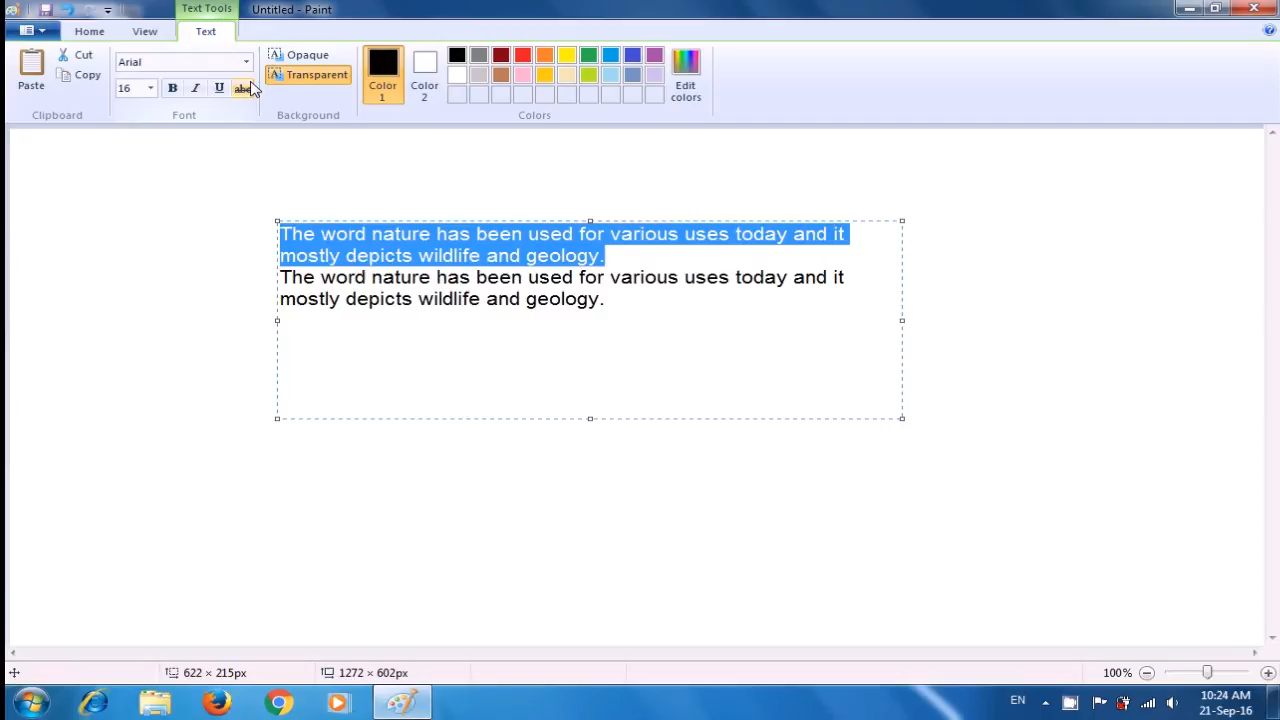 Text Tools
Untitled - Paint
Home
View
Text
Paste
Cut
Copy
Clipboard
Arial
16
B
I
U
abc
Font
Opaque
Transparent
Background
Color 1
Color 2
Edit colors
Colors
The word nature has been used for various uses today and it
mostly depicts wildlife and geology.
The word nature has been used for various uses today and it
mostly depicts wildlife and geology.
622 × 215px
1272 × 602px
100%
EN
10:24 AM
21-Sep-16